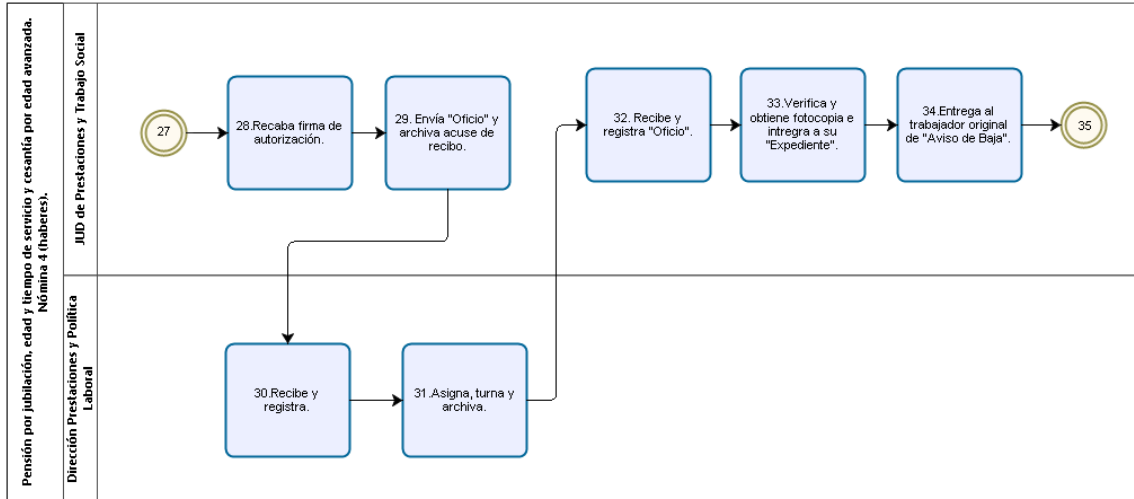 Pensión por jubilación, edad y tiempo de servicio y cesantía por edad avanzada.
Nómina 4 (haberes).
JUD de Prestaciones y Trabajo Social
27
28.Recaba firma de
autorización.
29. Envía "Oficio" y
archiva acuse de
recibo.
32. Recibe y
registra "Oficio".
33.Verifica y
obtiene fotocopia e
intregra a su
"Expediente".
34.Entrega al
trabajador original
de "Aviso de Baja".
35
Dirección Prestaciones y Política
Laboral
30.Recibe y
registra.
31.Asigna, turna y
archiva.